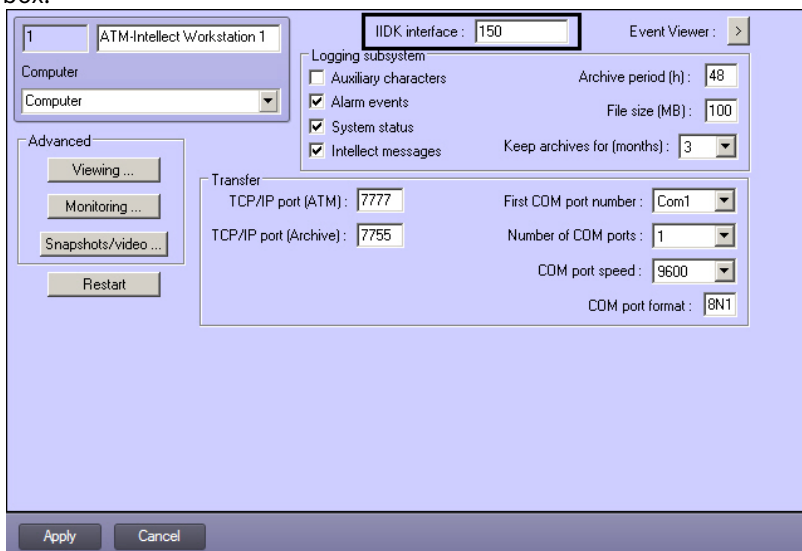 box.
1 ATM-Intellect Workstation 1
IIDK interface : 150
Event Viewer : >
Computer
Computer
Logging subsystem
Auxiliary characters
Alarm events
System status
Intellect messages
Archive period (h) : 48
File size (MB) : 100
Keep archives for (months) : 3
Advanced
Viewing ...
Monitoring ...
Snapshots/video ...
Restart
Transfer
TCP/IP port (ATM) : 7777
TCP/IP port (Archive) : 7755
First COM port number : Com1
Number of COM ports : 1
COM port speed : 9600
COM port format : 8N1
Apply Cancel